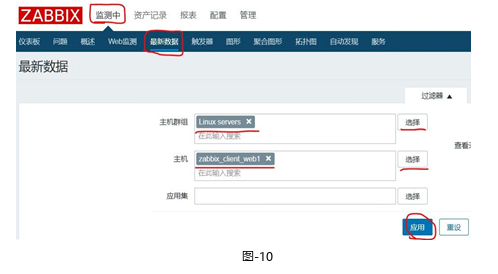 ZABBIX 监测中 资产记录 报表 配置 管理
仪表板 问题 概述 Web监测 最新数据 触发器 图形 聚合图形 拓扑图 自动发现 服务
最新数据
过滤器 ▲
主机群组 Linux servers × 选择
在此输入搜索
查看
主机 zabbix_client_web1 × 选择
在此输入搜索
应用集 选择
应用 重设
图-10